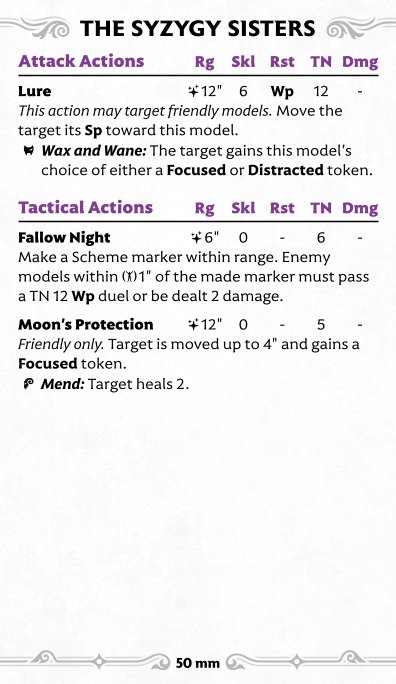 THE SYZYGY SISTERS
Attack Actions Rg Skl Rst TN Dmg
Lure 12" 6 Wp 12 -
This action may target friendly models. Move the
target its Sp toward this model.
Wax and Wane: The target gains this model's
choice of either a Focused or Distracted token.
Tactical Actions Rg Skl Rst TN Dmg
Fallow Night 6" 0 - 6 -
Make a Scheme marker within range. Enemy
models within 1" of the made marker must pass
a TN 12 Wp duel or be dealt 2 damage.
Moon's Protection 12" 0 - 5 -
Friendly only. Target is moved up to 4" and gains a
Focused token.
Mend: Target heals 2.
50 mm